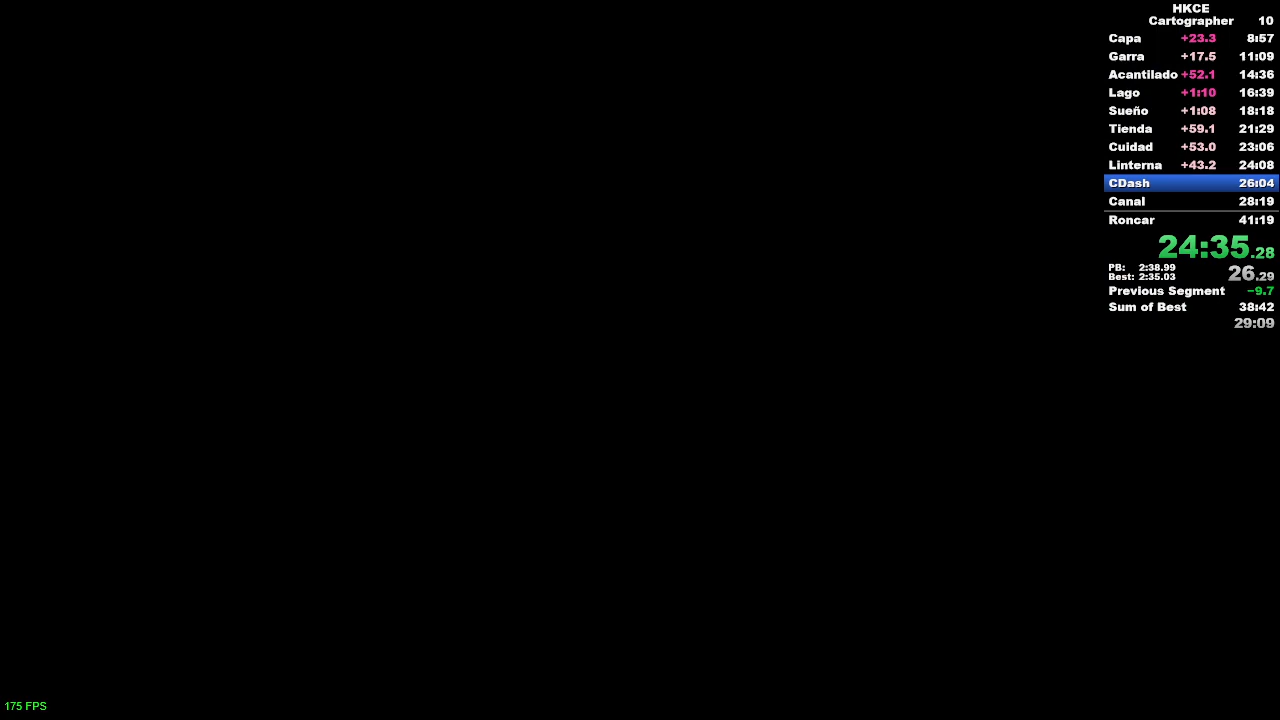 HKCE
Cartographer 10
Capa +23.3 8:57
Garra +17.5 11:09
Acantilado +52.1 14:36
Lago +1:10 16:39
Sueño +1:08 18:18
Tienda +59.1 21:29
Cuidad +53.0 23:06
Linterna +43.2 24:08
CDash 26:04
Canal 28:19
Roncar 41:19
24:35.28
PB: 2:38.99 26.29
Best: 2:35.03
Previous Segment −9.7
Sum of Best 38:42
29:09
175 FPS